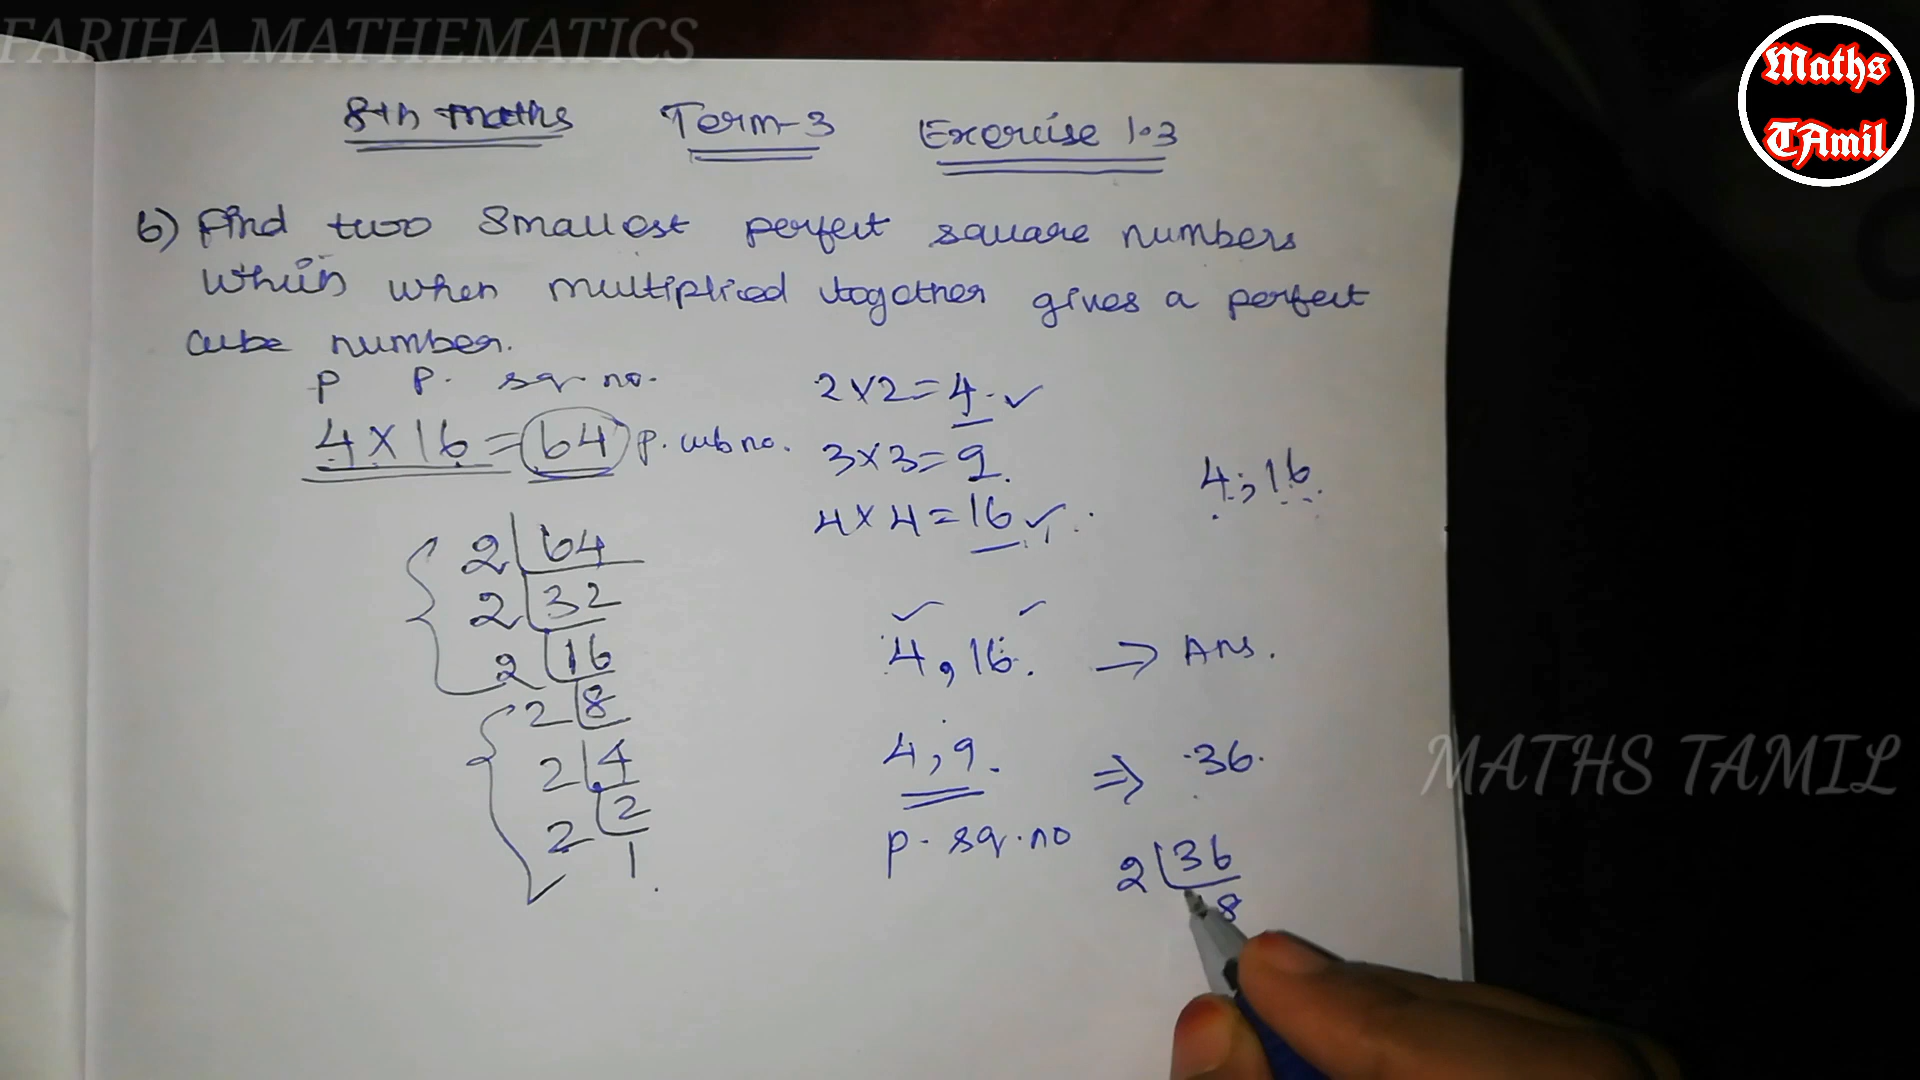 FARIHA MATHEMATICS
Maths
TAmil
8th maths Term-3 Exercise 1.3
6) Find two smallest perfect square numbers
which when multiplied together gives a perfect
cube number.
P P. sq. no.
4 × 16 = 64 p. cub no.
2 × 2 = 4. ✓
3 × 3 = 9.
4 × 4 = 16 ✓
4, 16.
2 | 64
2 | 32
2 | 16
2 | 8
2 | 4
2 | 2
1.
4, 16. ⇒ Ans.
4, 9. ⇒ 36.
p. sq. no
2 | 36
8
MATHS TAMIL